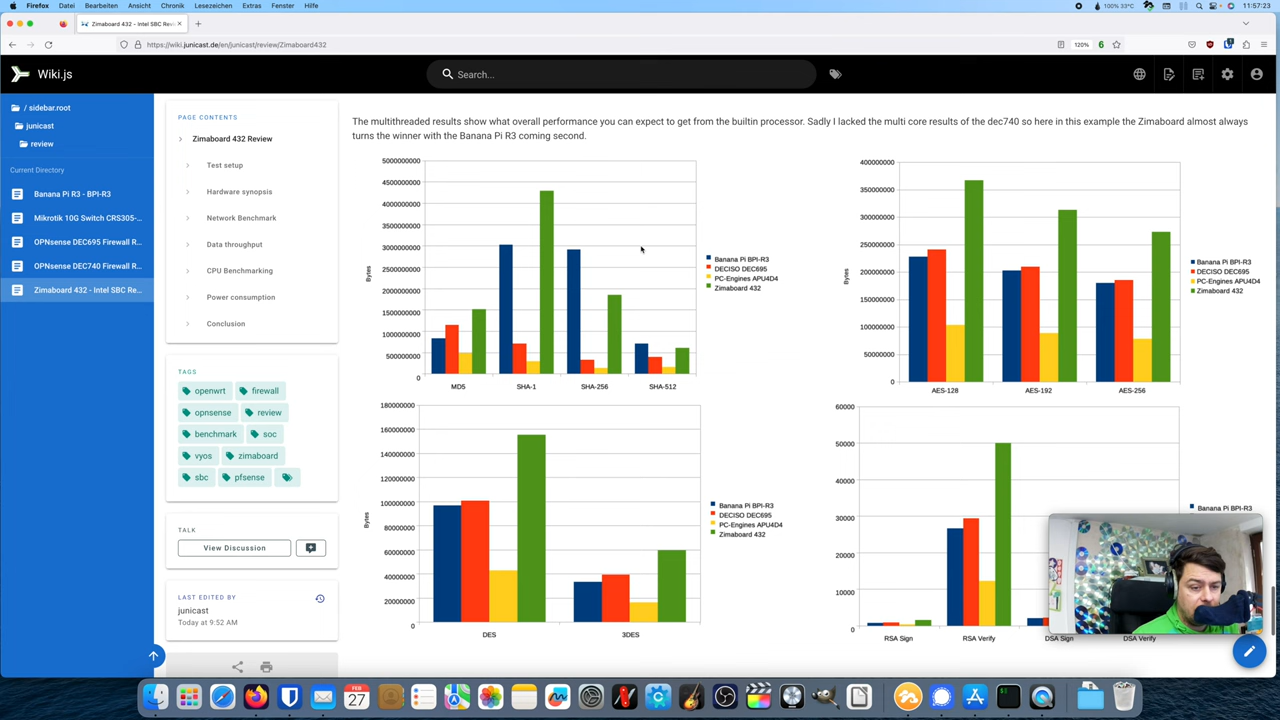 Firefox Datei Bearbeiten Ansicht Chronik Lesezeichen Extras Fenster Hilfe
100% 33°C
11:57:23
Zimaboard 432 - Intel SBC Revi
https://wiki.junicast.de/en/junicast/review/Zimaboard432
120%
6
Wiki.js
Search...
/ sidebar.root
junicast
review
Current Directory
Banana Pi R3 - BPI-R3
Mikrotik 10G Switch CRS305-...
OPNsense DEC695 Firewall R...
OPNsense DEC740 Firewall R...
Zimaboard 432 - Intel SBC Re...
PAGE CONTENTS
Zimaboard 432 Review
Test setup
Hardware synopsis
Network Benchmark
Data throughput
CPU Benchmarking
Power consumption
Conclusion
TAGS
openwrt
firewall
opnsense
review
benchmark
soc
vyos
zimaboard
sbc
pfsense
TALK
View Discussion
LAST EDITED BY
junicast
Today at 9:52 AM
The multithreaded results show what overall performance you can expect to get from the builtin processor. Sadly I lacked the multi core results of the dec740 so here in this example the Zimaboard almost always
turns the winner with the Banana Pi R3 coming second.
5000000000
4500000000
4000000000
3500000000
3000000000
2500000000
2000000000
1500000000
1000000000
500000000
0
Bytes
MD5 SHA-1 SHA-256 SHA-512
Banana Pi BPI-R3
DECISO DEC695
PC-Engines APU4D4
Zimaboard 432
400000000
350000000
300000000
250000000
200000000
150000000
100000000
50000000
0
Bytes
AES-128 AES-192 AES-256
Banana Pi BPI-R3
DECISO DEC695
PC-Engines APU4D4
Zimaboard 432
180000000
160000000
140000000
120000000
100000000
80000000
60000000
40000000
20000000
0
Bytes
DES 3DES
Banana Pi BPI-R3
DECISO DEC695
PC-Engines APU4D4
Zimaboard 432
60000
50000
40000
30000
20000
10000
0
RSA Sign RSA Verify DSA Sign DSA Verify
Banana Pi BPI-R3
FEB
27